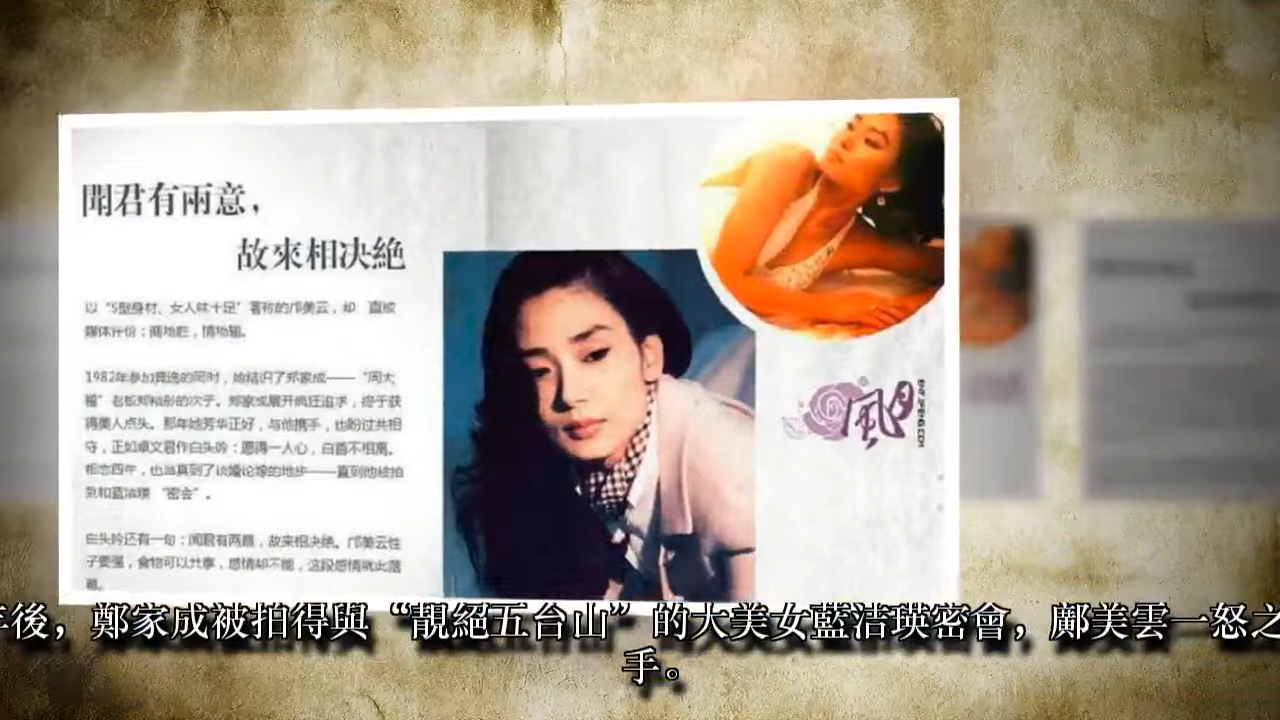 聞君有兩意，
故來相決絕
以“S型身材、女人味十足”著称的邝美云，却一直被
媒体评价：商场胜，情场输。
1982年参加竞选的同时，她结识了郑家成——“周大
福”老板郑裕彤的次子。郑家成展开疯狂追求，终于获
得美人点头。那年她芳华正好，与他携手，也盼过共相
守，正如卓文君作白头吟：愿得一人心，白首不相离。
相恋四年，也当真到了谈婚论嫁的地步——直到他被拍
到和蓝洁瑛“密会”。
白头吟还有一句：闻君有两意，故来相决绝。邝美云性
子要强，食物可以共享，感情却不能，这段感情就此落
幕。
風月
年後，鄭家成被拍得與“靚絕五台山”的大美女藍洁瑛密會，鄺美雲一怒之
手。